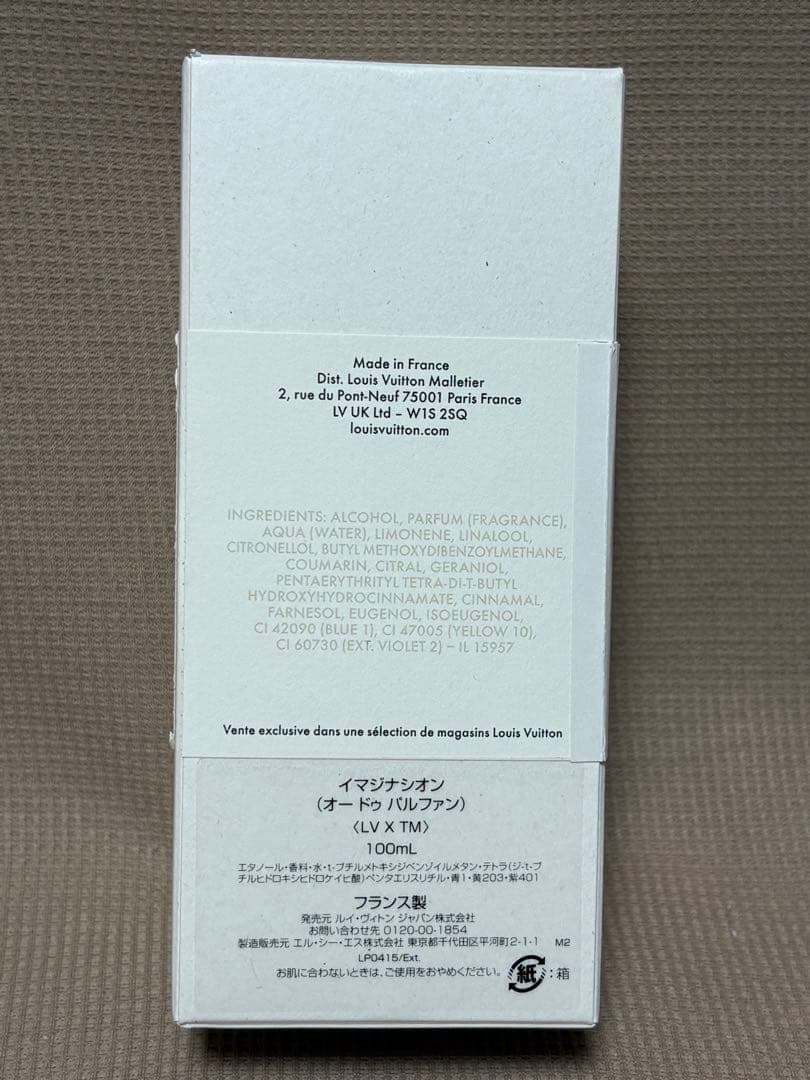 Made in France
Dist. Louis Vuitton Malletier
2, rue du Pont-Neuf 75001 Paris France
LV UK Ltd – W1S 2SQ
louisvuitton.com
INGREDIENTS: ALCOHOL, PARFUM (FRAGRANCE),
AQUA (WATER), LIMONENE, LINALOOL,
CITRONELLOL, BUTYL METHOXYDIBENZOYLMETHANE,
COUMARIN, CITRAL, GERANIOL,
PENTAERYTHRITYL TETRA-DI-T-BUTYL
HYDROXYHYDROCINNAMATE, CINNAMAL,
FARNESOL, EUGENOL, ISOEUGENOL,
CI 42090 (BLUE 1), CI 47005 (YELLOW 10),
CI 60730 (EXT. VIOLET 2) – IL 15957
Vente exclusive dans une sélection de magasins Louis Vuitton
イマジナシオン
(オー ドゥ パルファン)
〈LV X TM〉
100mL
エタノール・香料・水・t-ブチルメトキシジベンゾイルメタン・テトラ(ジ-t-ブ
チルヒドロキシヒドロケイヒ酸)ペンタエリスリチル・青1・黄203・紫401
フランス製
発売元 ルイ・ヴィトン ジャパン株式会社
お問い合わせ先 0120-00-1854
製造販売元 エル・シー・エス株式会社 東京都千代田区平河町2-1-1 M2
LP0415/Ext.
お肌に合わないときは、ご使用をおやめください。 紙:箱